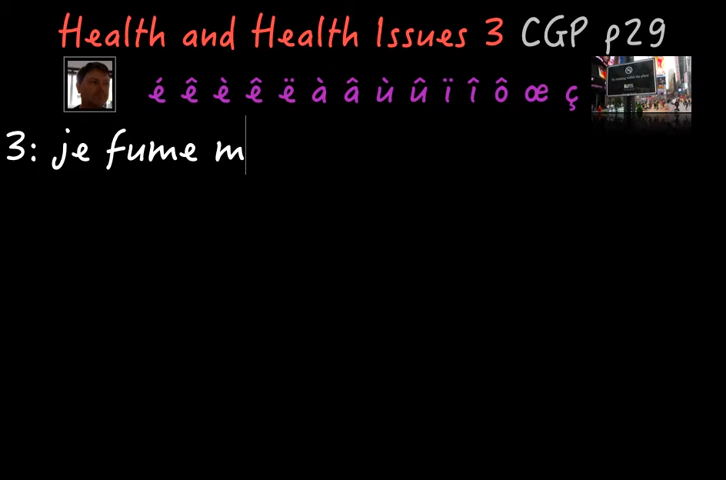 Health and Health Issues 3 CGP p29
é ê è ê ë à â ù û ï î ô œ ç
3: je fume m